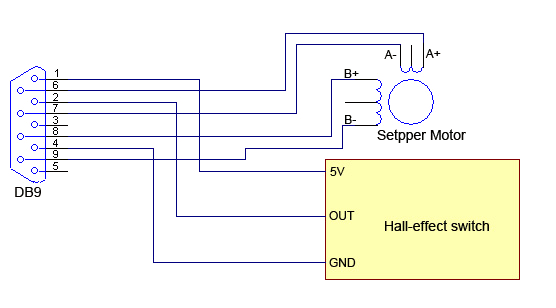 A- A+
1
6
2
7
3
8
4
9
5
B+
B-
Setpper Motor
5V
DB9
OUT
Hall-effect switch
GND